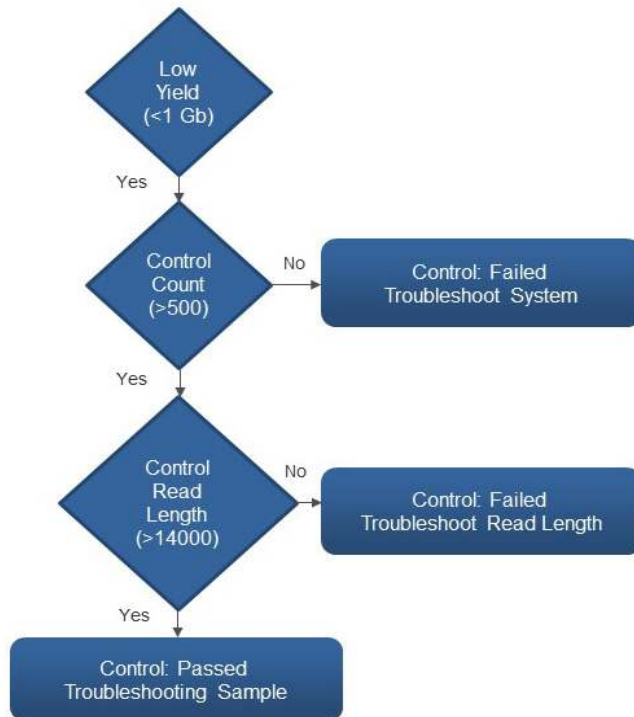 Low
Yield
(<1 Gb)
Yes
Control
Count
(>500)
No
Control: Failed
Troubleshoot System
Yes
Control
Read
Length
(>14000)
No
Control: Failed
Troubleshoot Read Length
Yes
Control: Passed
Troubleshooting Sample